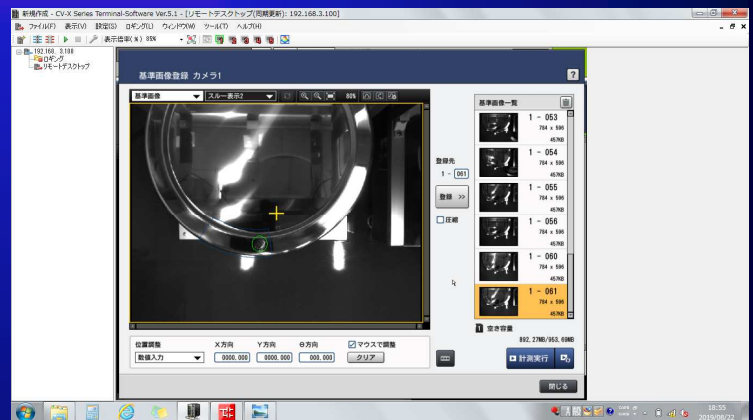 新規作成 - CV-X Series Terminal-Software Ver.5.1 - [リモートデスクトップ(同期更新): 192.168.3.100]
ファイル(F) 表示(V) 設定(S) ロギング(L) ウィンドウ(W) ツール(T) ヘルプ(H)
表示倍率(%) 85%
192.168. 3.100
ロギング
リモートデスクトップ
基準画像登録 カメラ1
?
基準画像
スルー表示2
80%
基準画像一覧
1 - 053
784 x 596
457KB
1 - 054
784 x 596
457KB
1 - 055
784 x 596
457KB
1 - 056
784 x 596
457KB
1 - 060
784 x 596
457KB
1 - 061
784 x 596
457KB
登録先
1 - 061
登録 >>
圧縮
1 空き容量
892.27MB/953.69MB
位置調整
X方向
Y方向
θ方向
マウスで調整
数値入力
0000.000
0000.000
000.000
クリア
計測実行
閉じる
18:55
2019/08/22